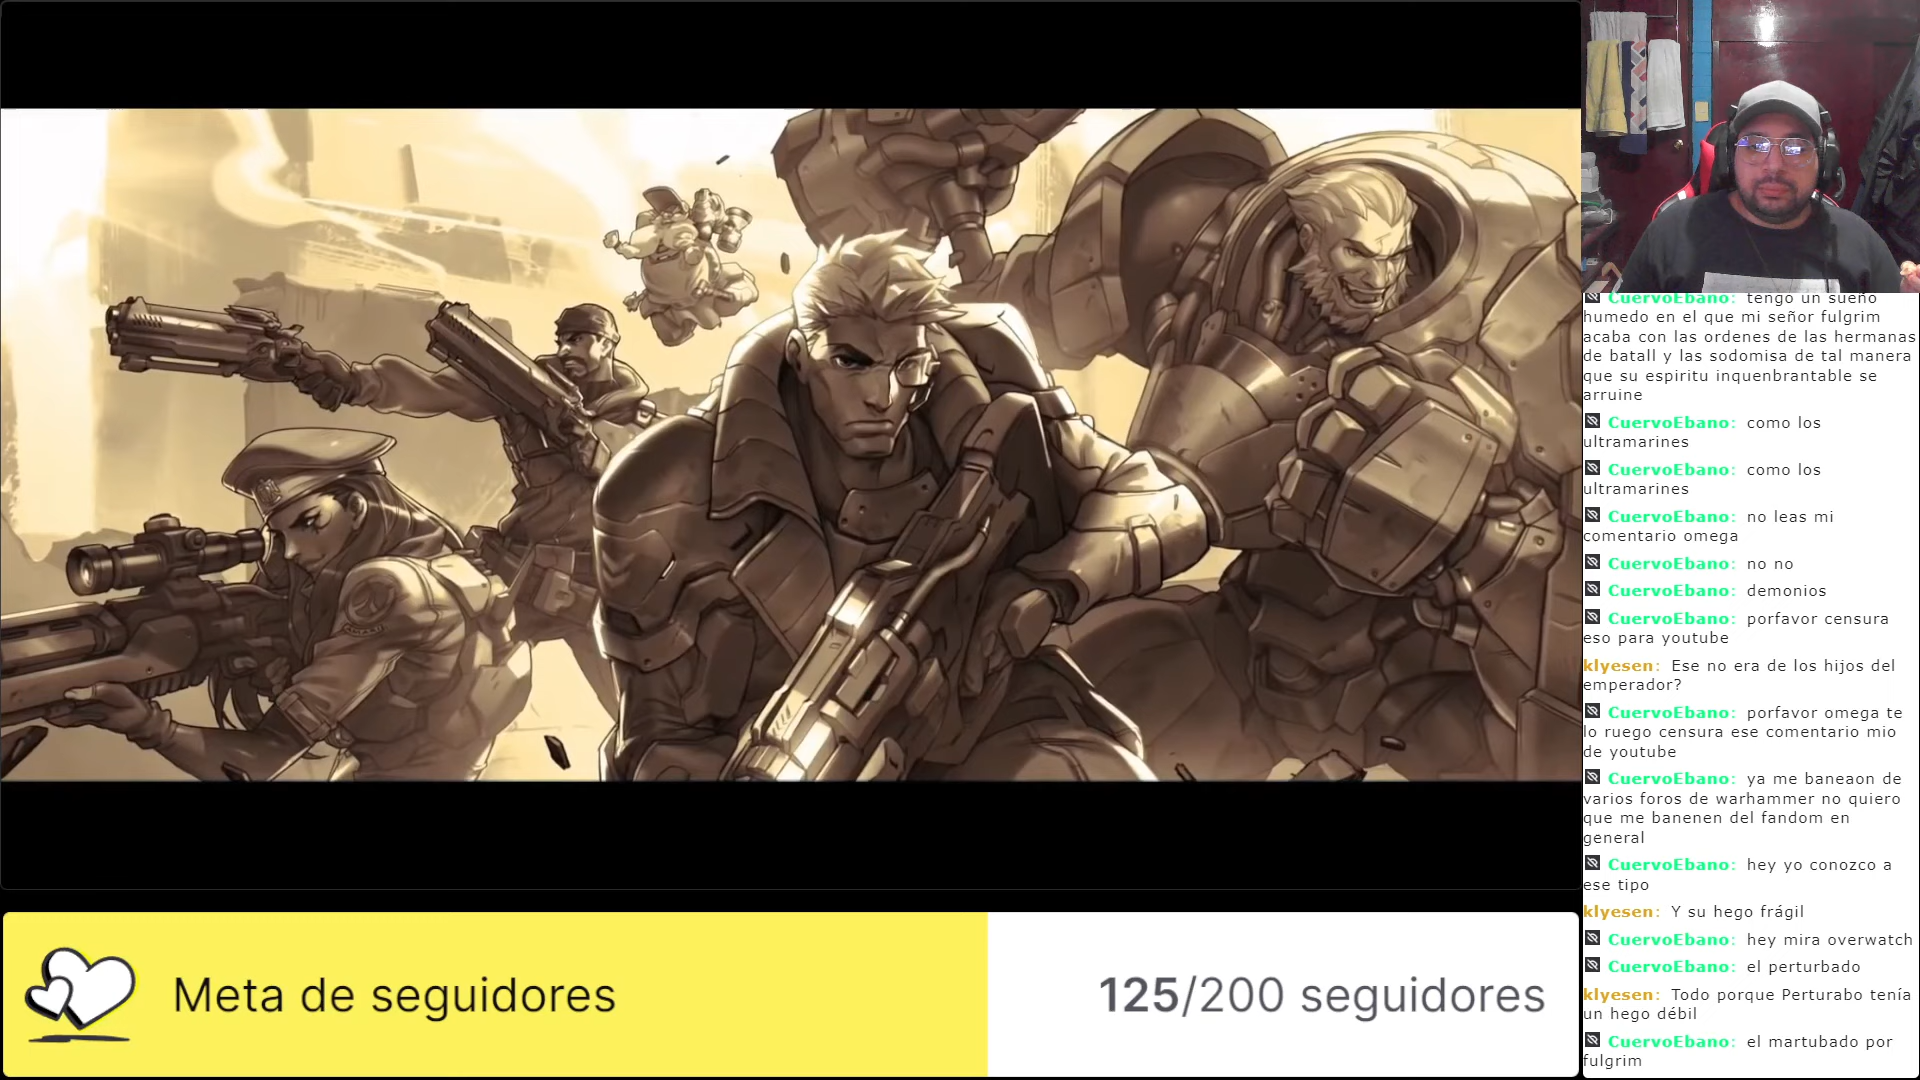 CuervoEbano: tengo un sueño
humedo en el que mi señor fulgrim
acaba con las ordenes de las hermanas
de batall y las sodomisa de tal manera
que su espiritu inquenbrantable se
arruine
CuervoEbano: como los
ultramarines
CuervoEbano: como los
ultramarines
CuervoEbano: no leas mi
comentario omega
CuervoEbano: no no
CuervoEbano: demonios
CuervoEbano: porfavor censura
eso para youtube
klyesen: Ese no era de los hijos del
emperador?
CuervoEbano: porfavor omega te
lo ruego censura ese comentario mio
de youtube
CuervoEbano: ya me baneaon de
varios foros de warhammer no quiero
que me banenen del fandom en
general
CuervoEbano: hey yo conozco a
ese tipo
klyesen: Y su hego frágil
CuervoEbano: hey mira overwatch
CuervoEbano: el perturbado
klyesen: Todo porque Perturabo tenía
un hego débil
CuervoEbano: el martubado por
fulgrim
Meta de seguidores
125/200 seguidores